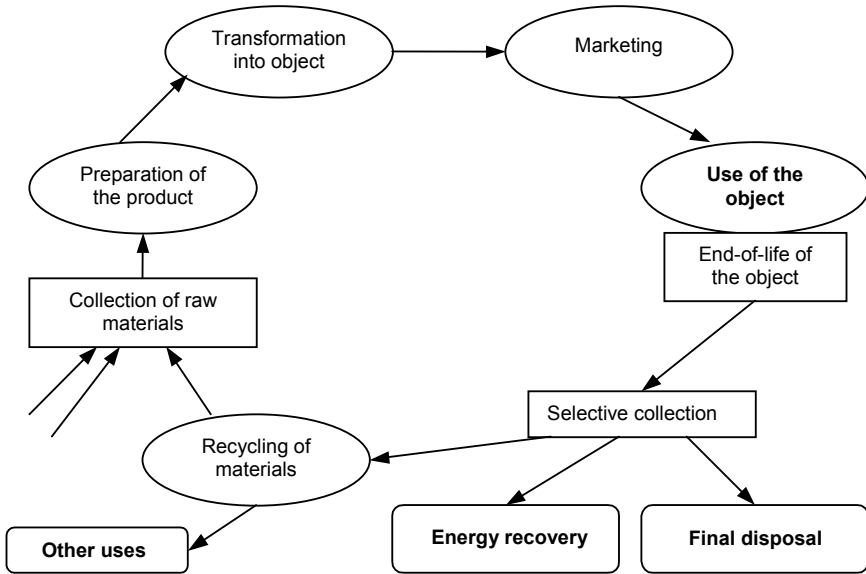 Transformation
into object
Marketing
Preparation of
the product
Use of the
object
End-of-life of
the object
Collection of raw
materials
Selective collection
Recycling of
materials
Other uses
Energy recovery
Final disposal